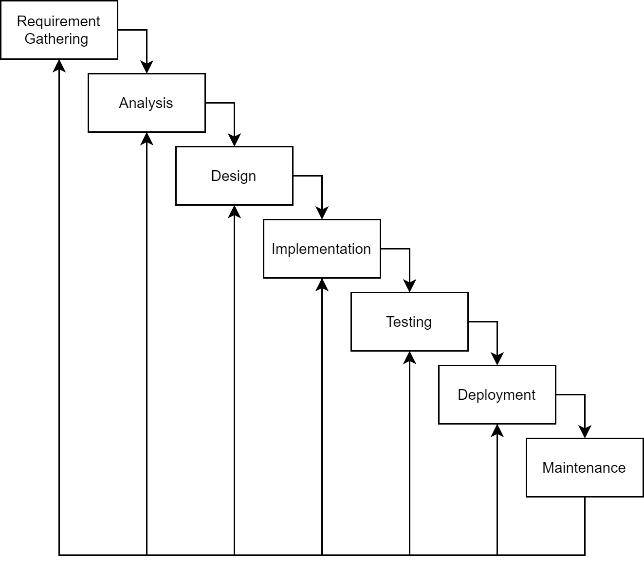 Requirement
Gathering
Analysis
Design
Implementation
Testing
Deployment
Maintenance